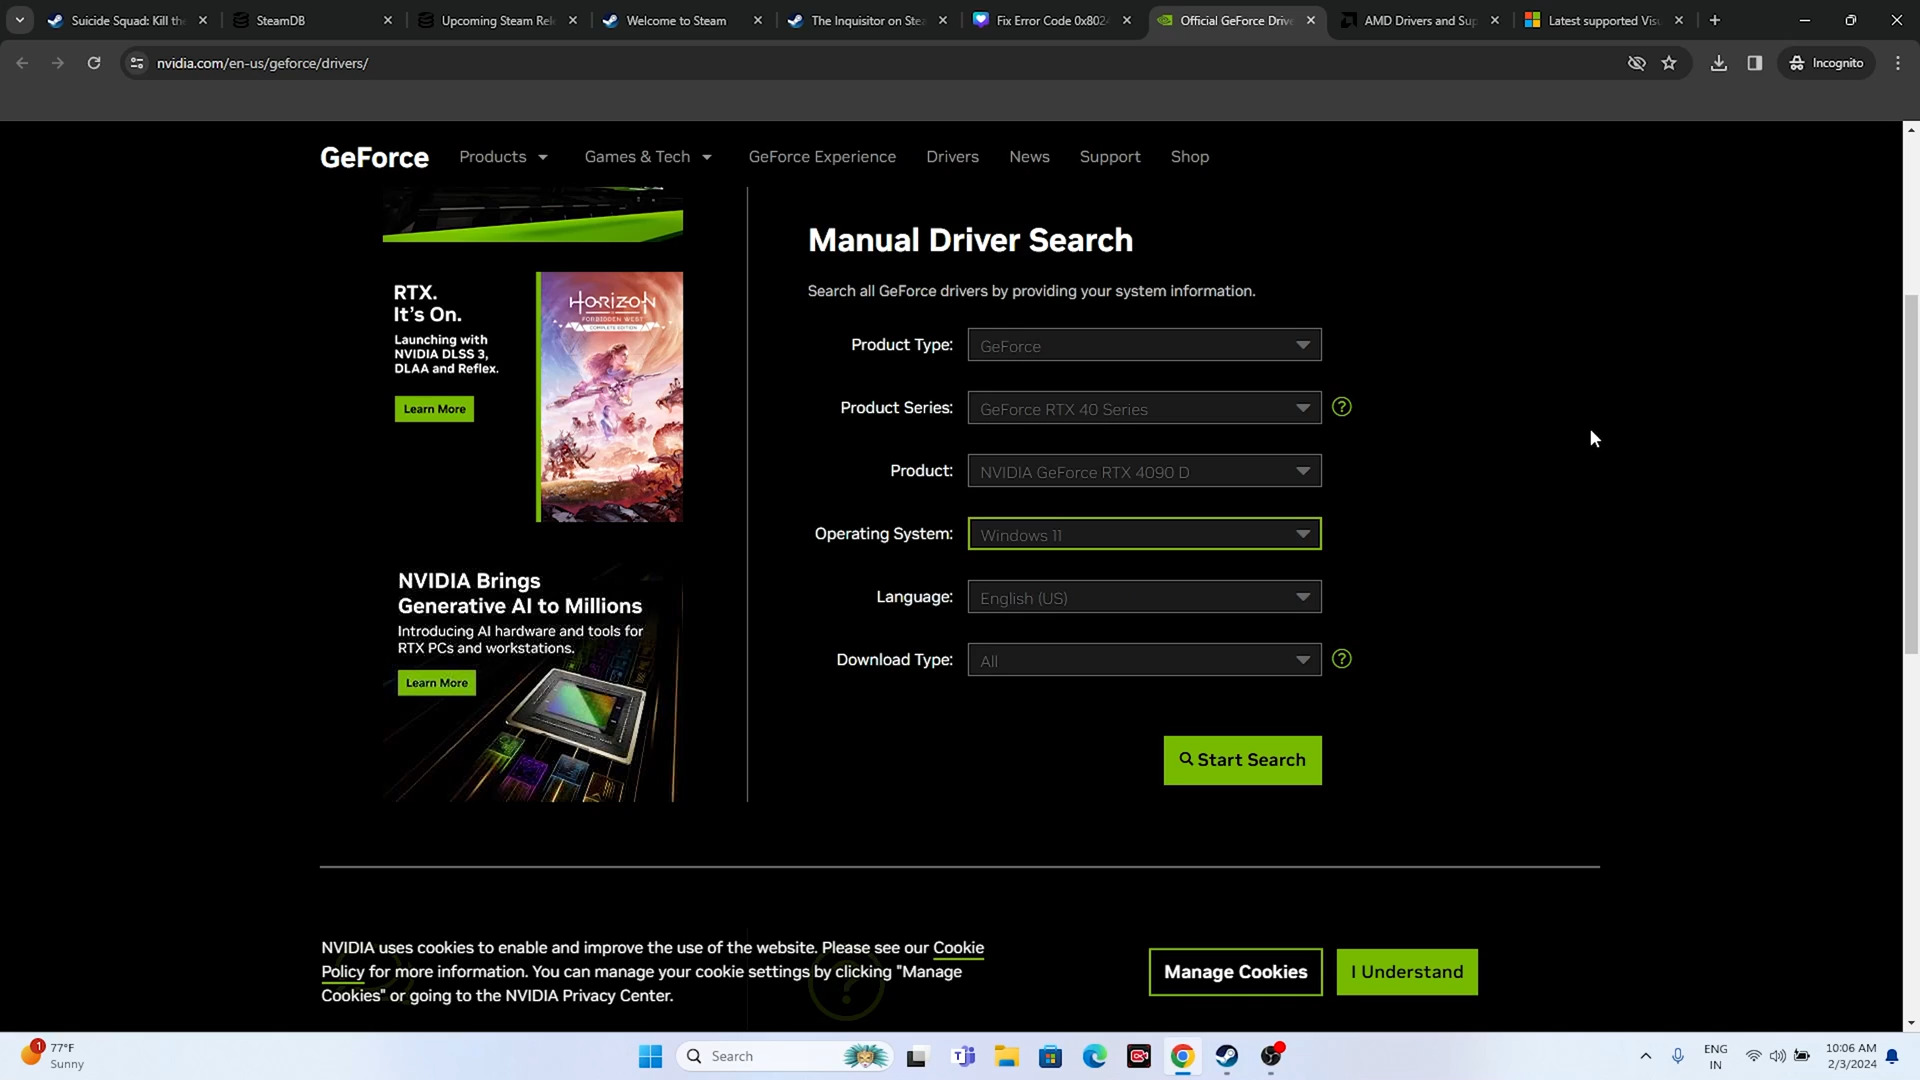 Suicide Squad: Kill the
SteamDB
Upcoming Steam Rele
Welcome to Steam
The Inquisitor on Stea
Fix Error Code 0x8024
Official GeForce Drive
AMD Drivers and Sup
Latest supported Visu
nvidia.com/en-us/geforce/drivers/
Incognito
GeForce
Products
Games & Tech
GeForce Experience
Drivers
News
Support
Shop
RTX.
It's On.
Launching with
NVIDIA DLSS 3,
DLAA and Reflex.
Learn More
HORIZON
FORBIDDEN WEST
COMPLETE EDITION
NVIDIA Brings
Generative AI to Millions
Introducing AI hardware and tools for
RTX PCs and workstations.
Learn More
Manual Driver Search
Search all GeForce drivers by providing your system information.
Product Type: GeForce
Product Series: GeForce RTX 40 Series ?
Product: NVIDIA GeForce RTX 4090 D
Operating System: Windows 11
Language: English (US)
Download Type: All ?
Start Search
NVIDIA uses cookies to enable and improve the use of the website. Please see our Cookie
Policy for more information. You can manage your cookie settings by clicking "Manage
Cookies" or going to the NVIDIA Privacy Center.
?
Manage Cookies
I Understand
1
77°F
Sunny
Search
ENG
IN
10:06 AM
2/3/2024